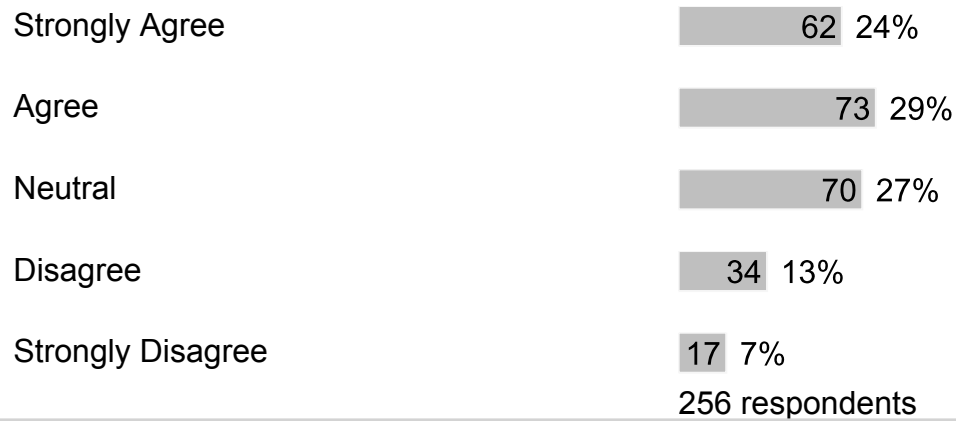 Strongly Agree 62 24%
Agree 73 29%
Neutral 70 27%
Disagree 34 13%
Strongly Disagree 17 7%
256 respondents